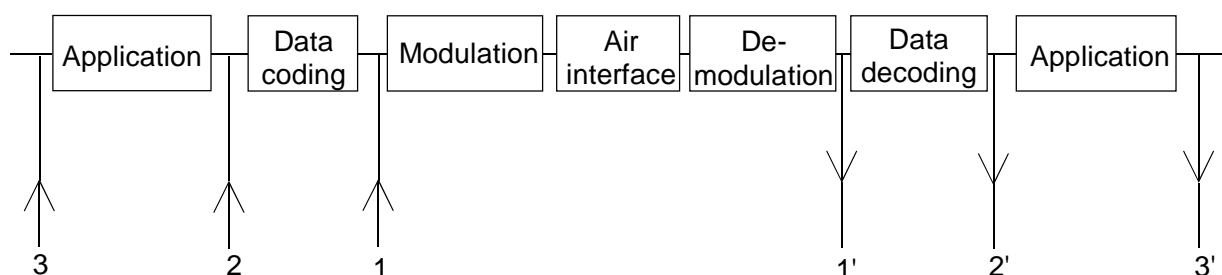 Application
Data
coding
Modulation
Air
interface
De-
modulation
Data
decoding
Application
3
2
1
1'
2'
3'